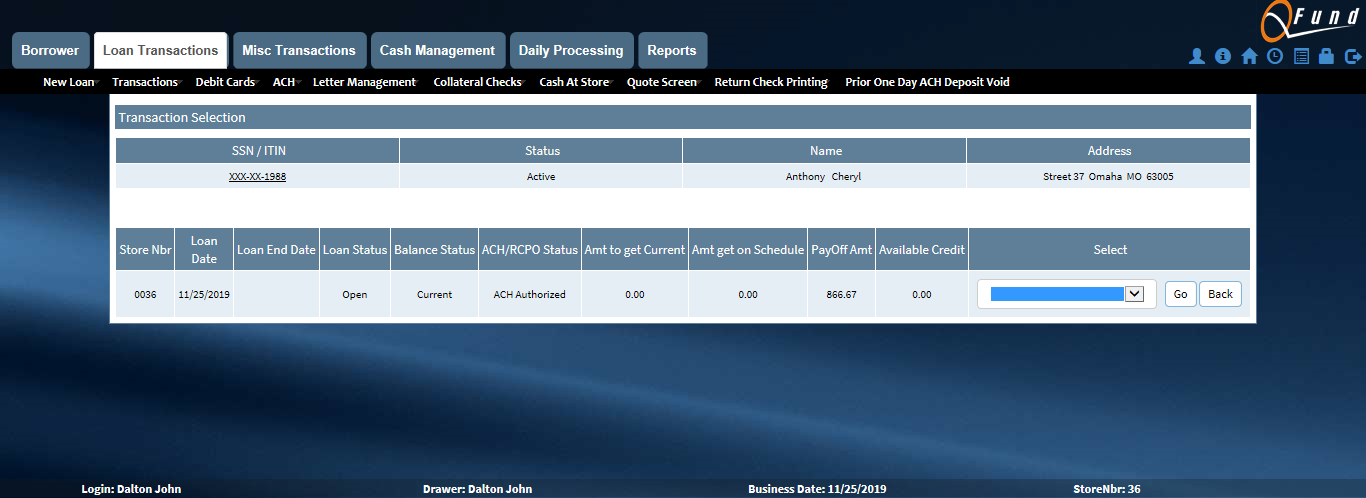 QFund
Borrower Loan Transactions Misc Transactions Cash Management Daily Processing Reports
New Loan Transactions Debit Cards ACH Letter Management Collateral Checks Cash At Store Quote Screen Return Check Printing Prior One Day ACH Deposit Void
Transaction Selection
SSN / ITIN Status Name Address
XXX-XX-1988 Active Anthony Cheryl Street 37 Omaha MO 63005
Store Nbr Loan Date Loan End Date Loan Status Balance Status ACH/RCPO Status Amt to get Current Amt get on Schedule PayOff Amt Available Credit Select
0036 11/25/2019 Open Current ACH Authorized 0.00 0.00 866.67 0.00 Go Back
Login: Dalton John Drawer: Dalton John Business Date: 11/25/2019 StoreNbr: 36